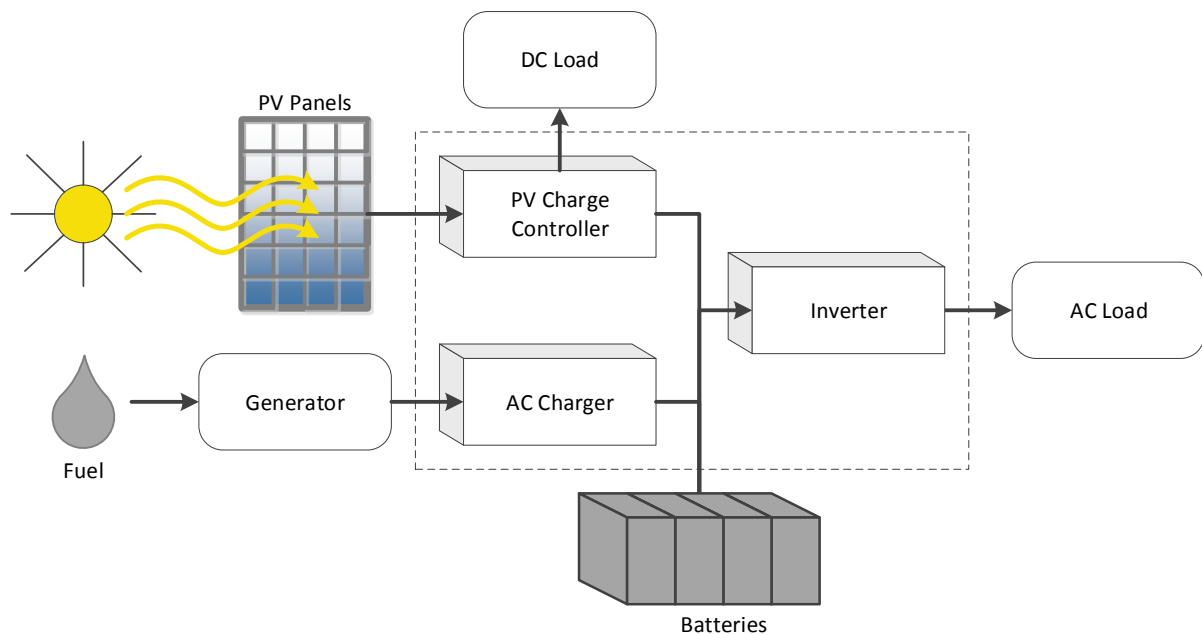 DC Load
PV Panels
PV Charge
Controller
Inverter
AC Load
Generator
AC Charger
Fuel
Batteries